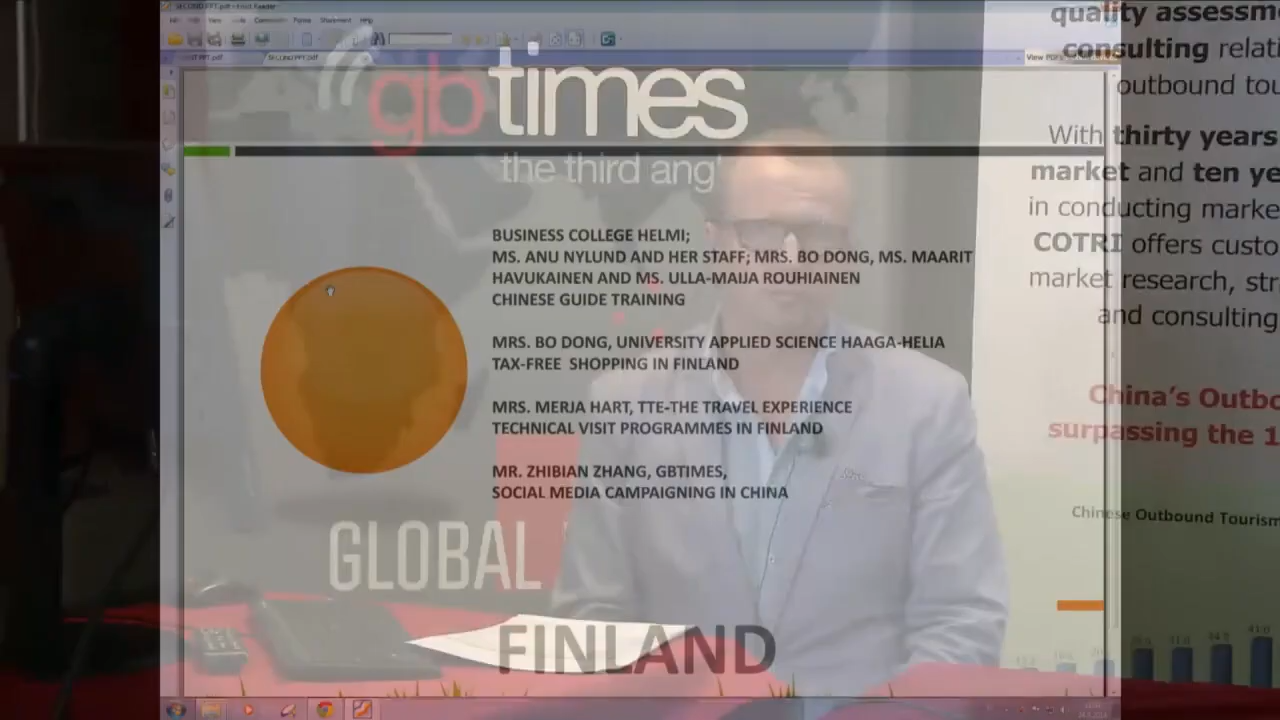 SECOND PPT.pdf
gbtimes
the third ang
BUSINESS COLLEGE HELMI;
MS. ANU NYLUND AND HER STAFF; MRS. BO DONG, MS. MAARIT
HAVUKAINEN AND MS. ULLA-MAIJA ROUHIAINEN
CHINESE GUIDE TRAINING
MRS. BO DONG, UNIVERSITY APPLIED SCIENCE HAAGA-HELIA
TAX-FREE SHOPPING IN FINLAND
MRS. MERJA HART, TTE-THE TRAVEL EXPERIENCE
TECHNICAL VISIT PROGRAMMES IN FINLAND
MR. ZHIBIAN ZHANG, GBTIMES,
SOCIAL MEDIA CAMPAIGNING IN CHINA
GLOBAL
FINLAND
quality assessm
consulting relati
outbound tou
With thirty years
market and ten ye
in conducting marke
COTRI offers custo
market research, str
and consulting
China's Outbo
surpassing the 1
Chinese Outbound Tourism